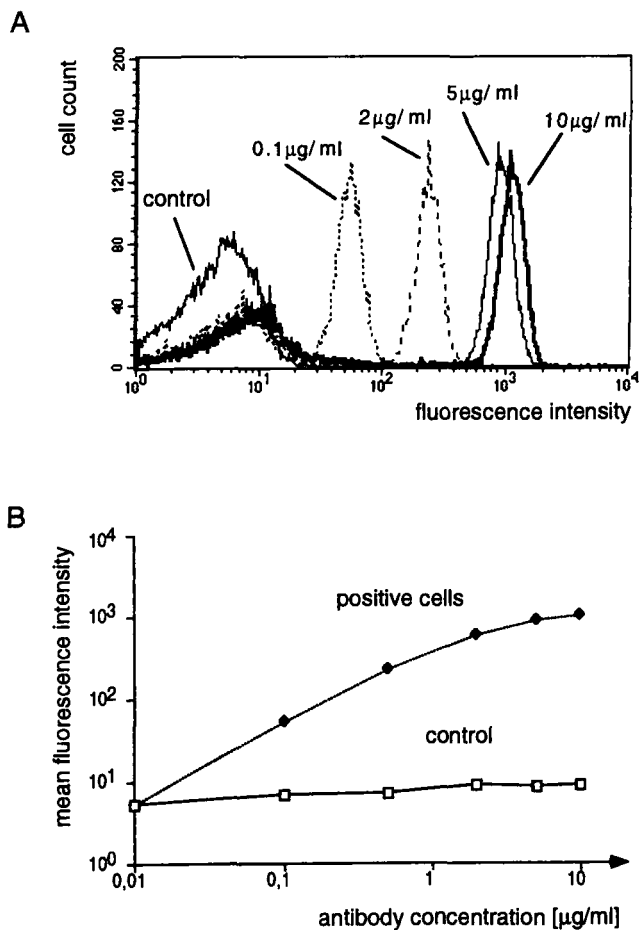 A
cell count
200
160
120
80
40
0
control
0.1µg/ml
2µg/ml
5µg/ml
10µg/ml
10⁰
10¹
10²
10³
10⁴
fluorescence intensity
B
mean fluorescence intensity
10⁴
10³
10²
10¹
10⁰
positive cells
control
0,01
0,1
1
10
antibody concentration [µg/ml]